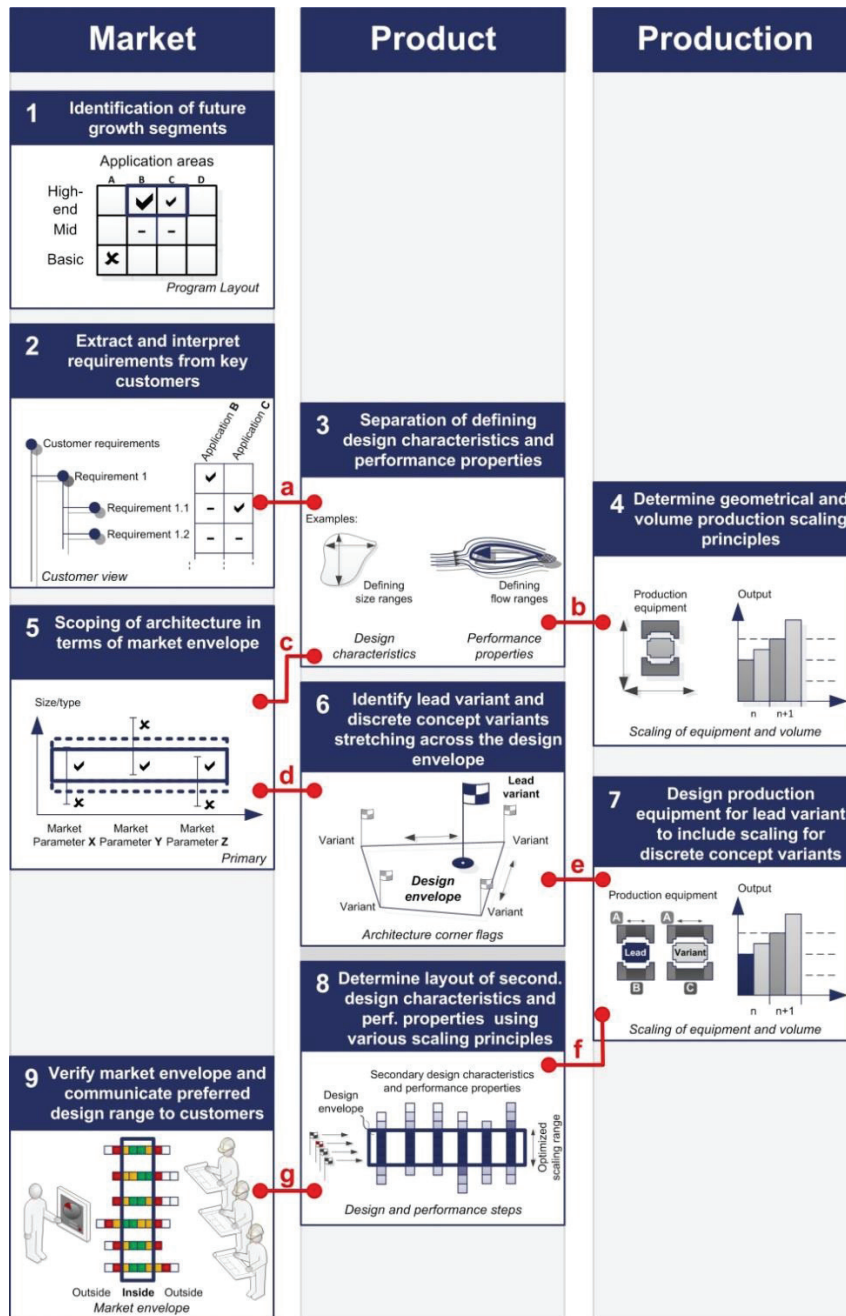 Market
Product
Production
1
Identification of future
growth segments
Application areas
A B C D
High-
end
Mid
Basic
Program Layout
2
Extract and interpret
requirements from key
customers
Application B
Application C
Customer requirements
Requirement 1
Requirement 1.1
Requirement 1.2
Customer view
a
3
Separation of defining
design characteristics and
performance properties
Examples:
Defining
size ranges
Defining
flow ranges
Design
characteristics
Performance
properties
b
4
Determine geometrical and
volume production scaling
principles
Production
equipment
Output
n
n+1
Scaling of equipment and volume
5
Scoping of architecture in
terms of market envelope
Size/type
Market
Parameter X
Market
Parameter Y
Market
Parameter Z
Primary
c
d
6
Identify lead variant and
discrete concept variants
stretching across the design
envelope
Lead
variant
Variant
Variant
Design
envelope
Variant
Variant
Architecture corner flags
e
7
Design production
equipment for lead variant
to include scaling for
discrete concept variants
Production equipment
Output
A
A
Lead
Variant
B
C
n
n+1
Scaling of equipment and volume
f
8
Determine layout of second.
design characteristics and
perf. properties using
various scaling principles
Secondary design characteristics
and performance properties
Design
envelope
Optimized
scaling range
Design and performance steps
g
9
Verify market envelope and
communicate preferred
design range to customers
Outside Inside Outside
Market envelope